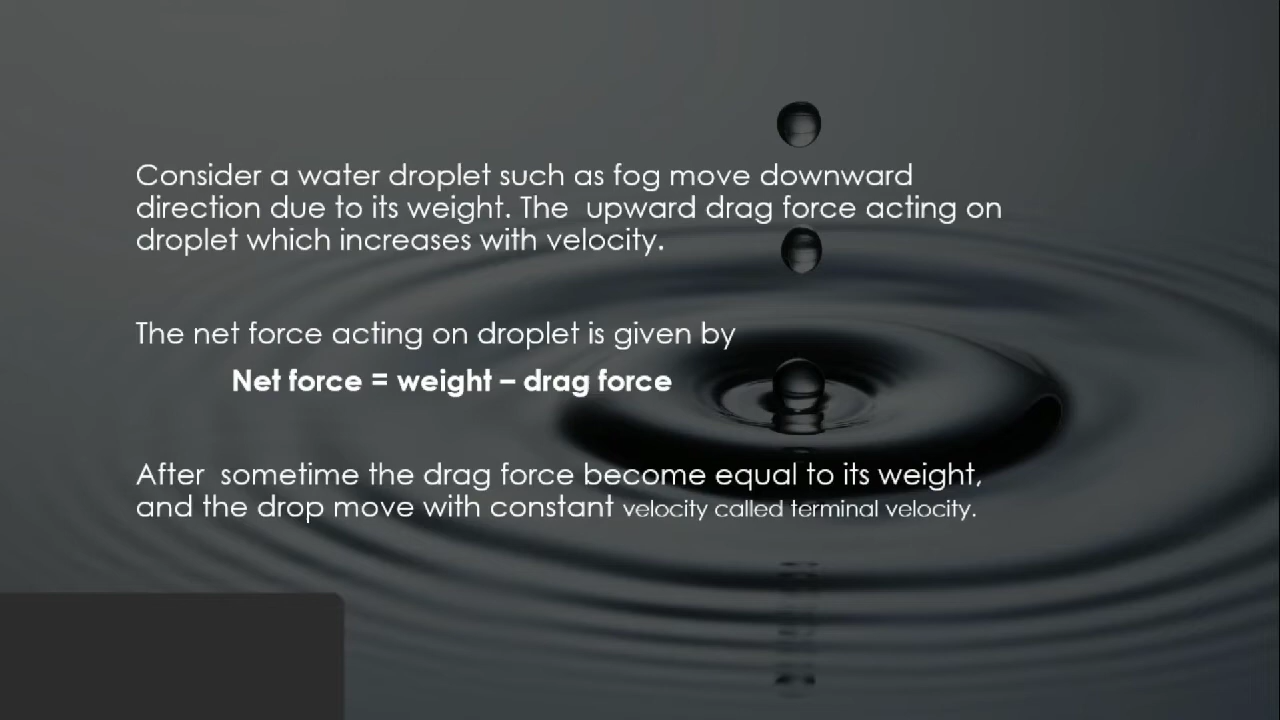 Consider a water droplet such as fog move downward
direction due to its weight. The  upward drag force acting on
droplet which increases with velocity.
The net force acting on droplet is given by
Net force = weight – drag force
After  sometime the drag force become equal to its weight,
and the drop move with constant velocity called terminal velocity.